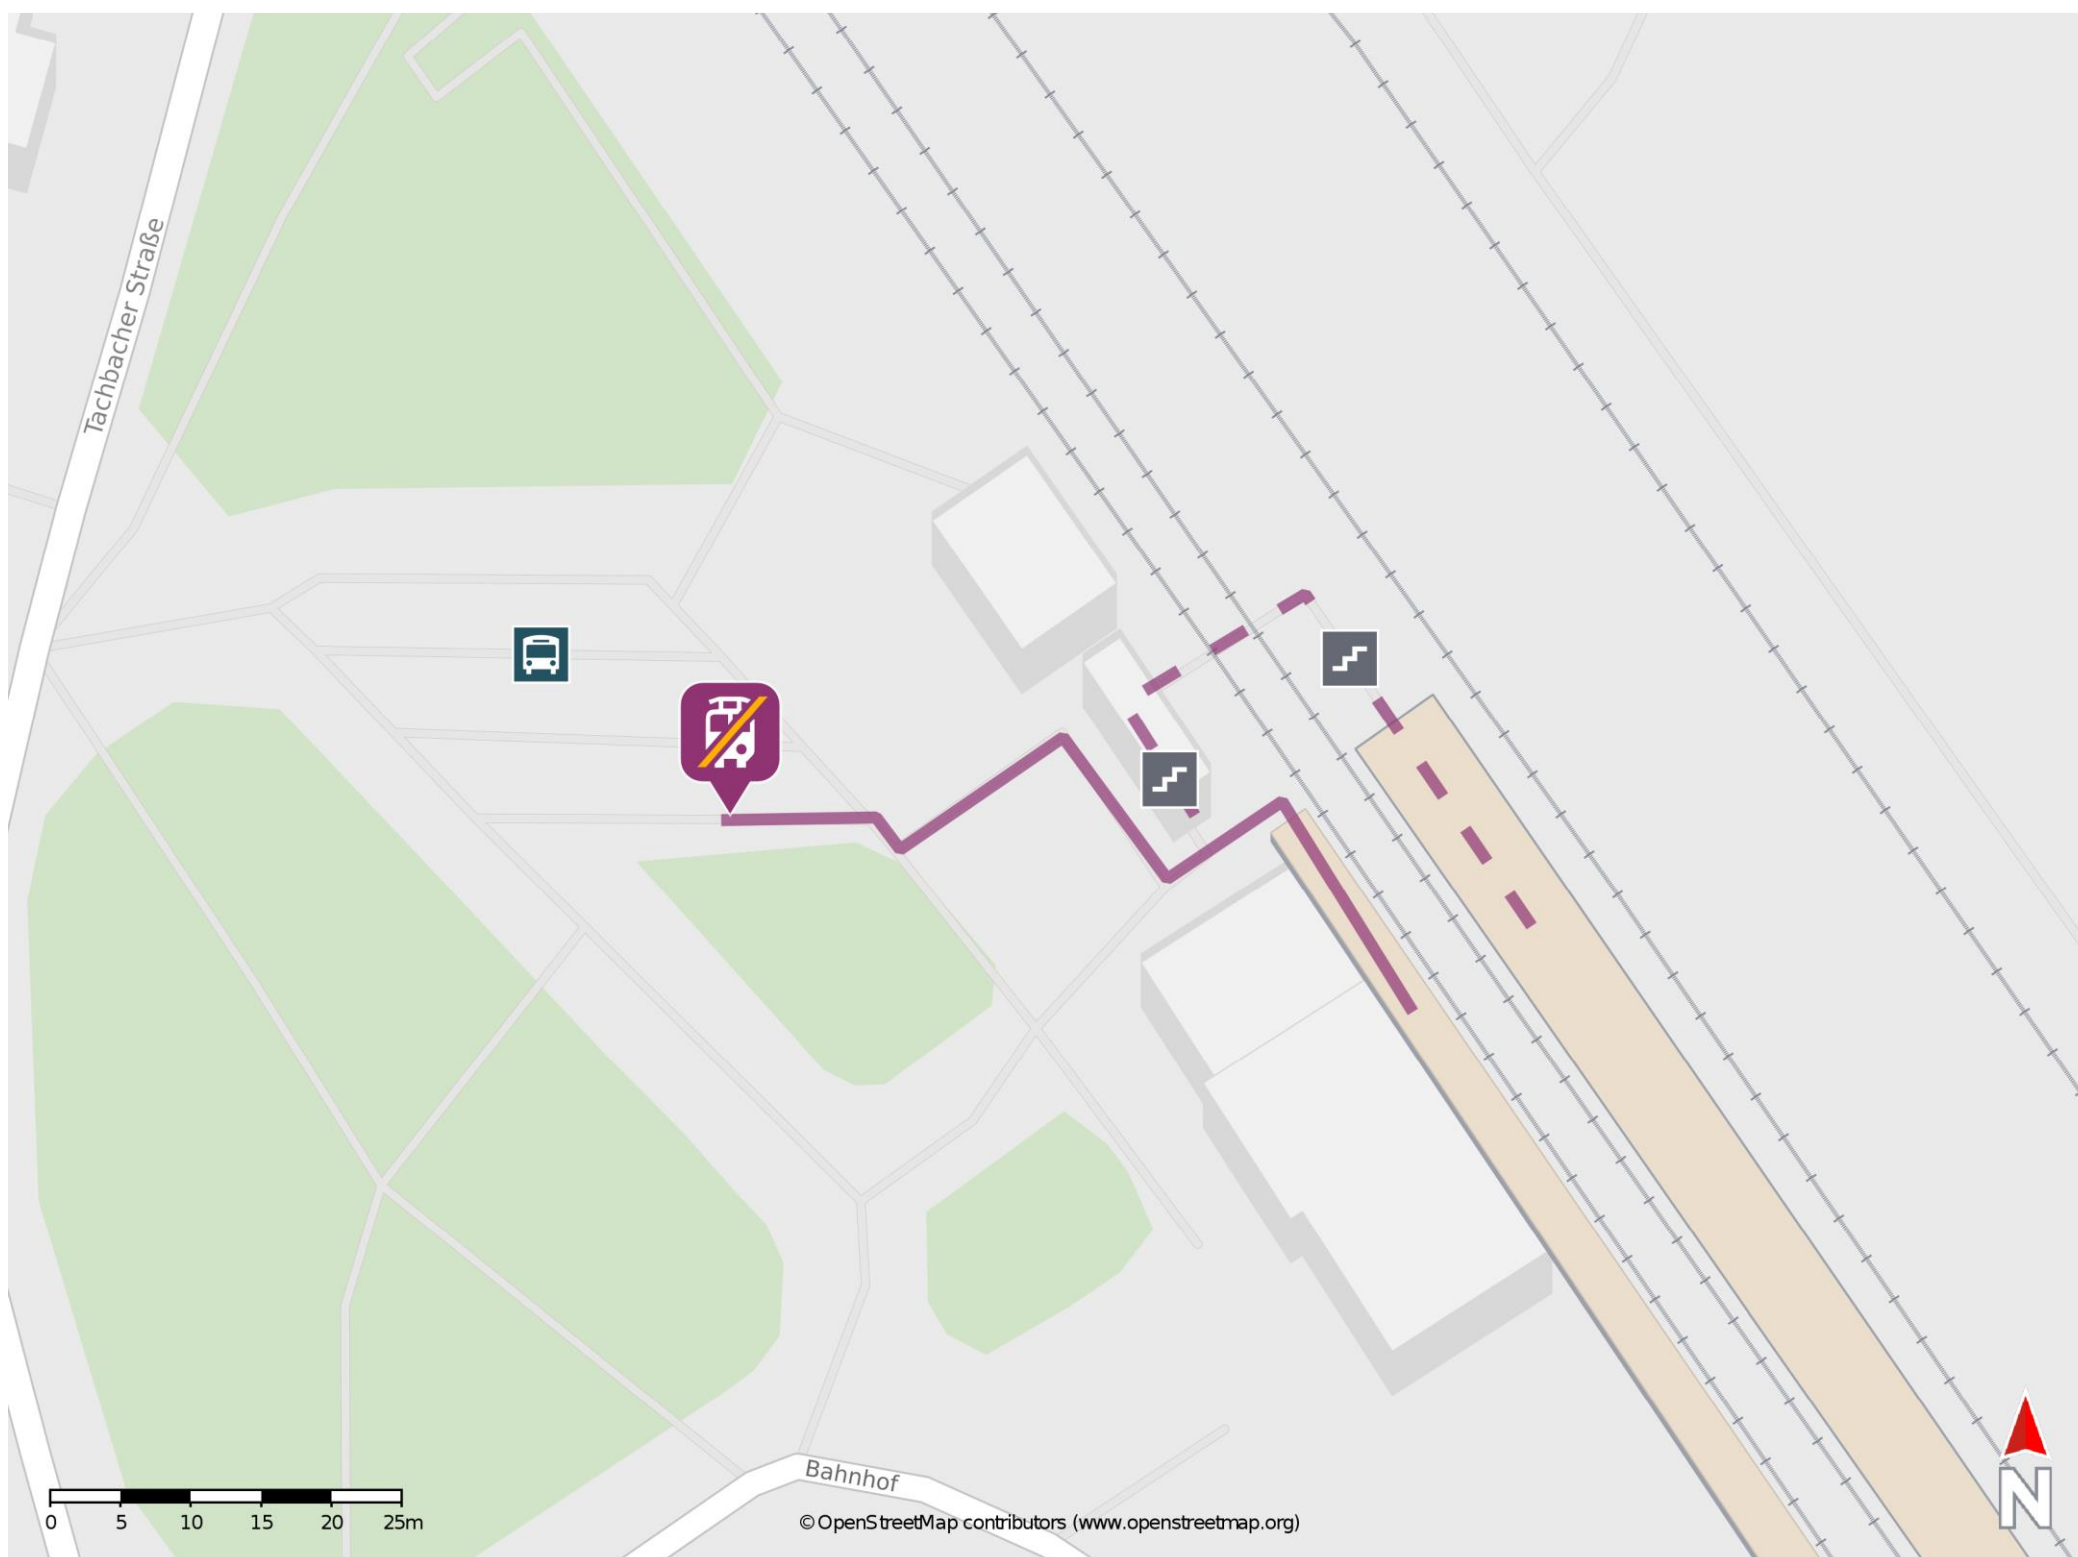 Tachbacher Straße
Bahnhof
0 5 10 15 20 25m
© OpenStreetMap contributors (www.openstreetmap.org)
N